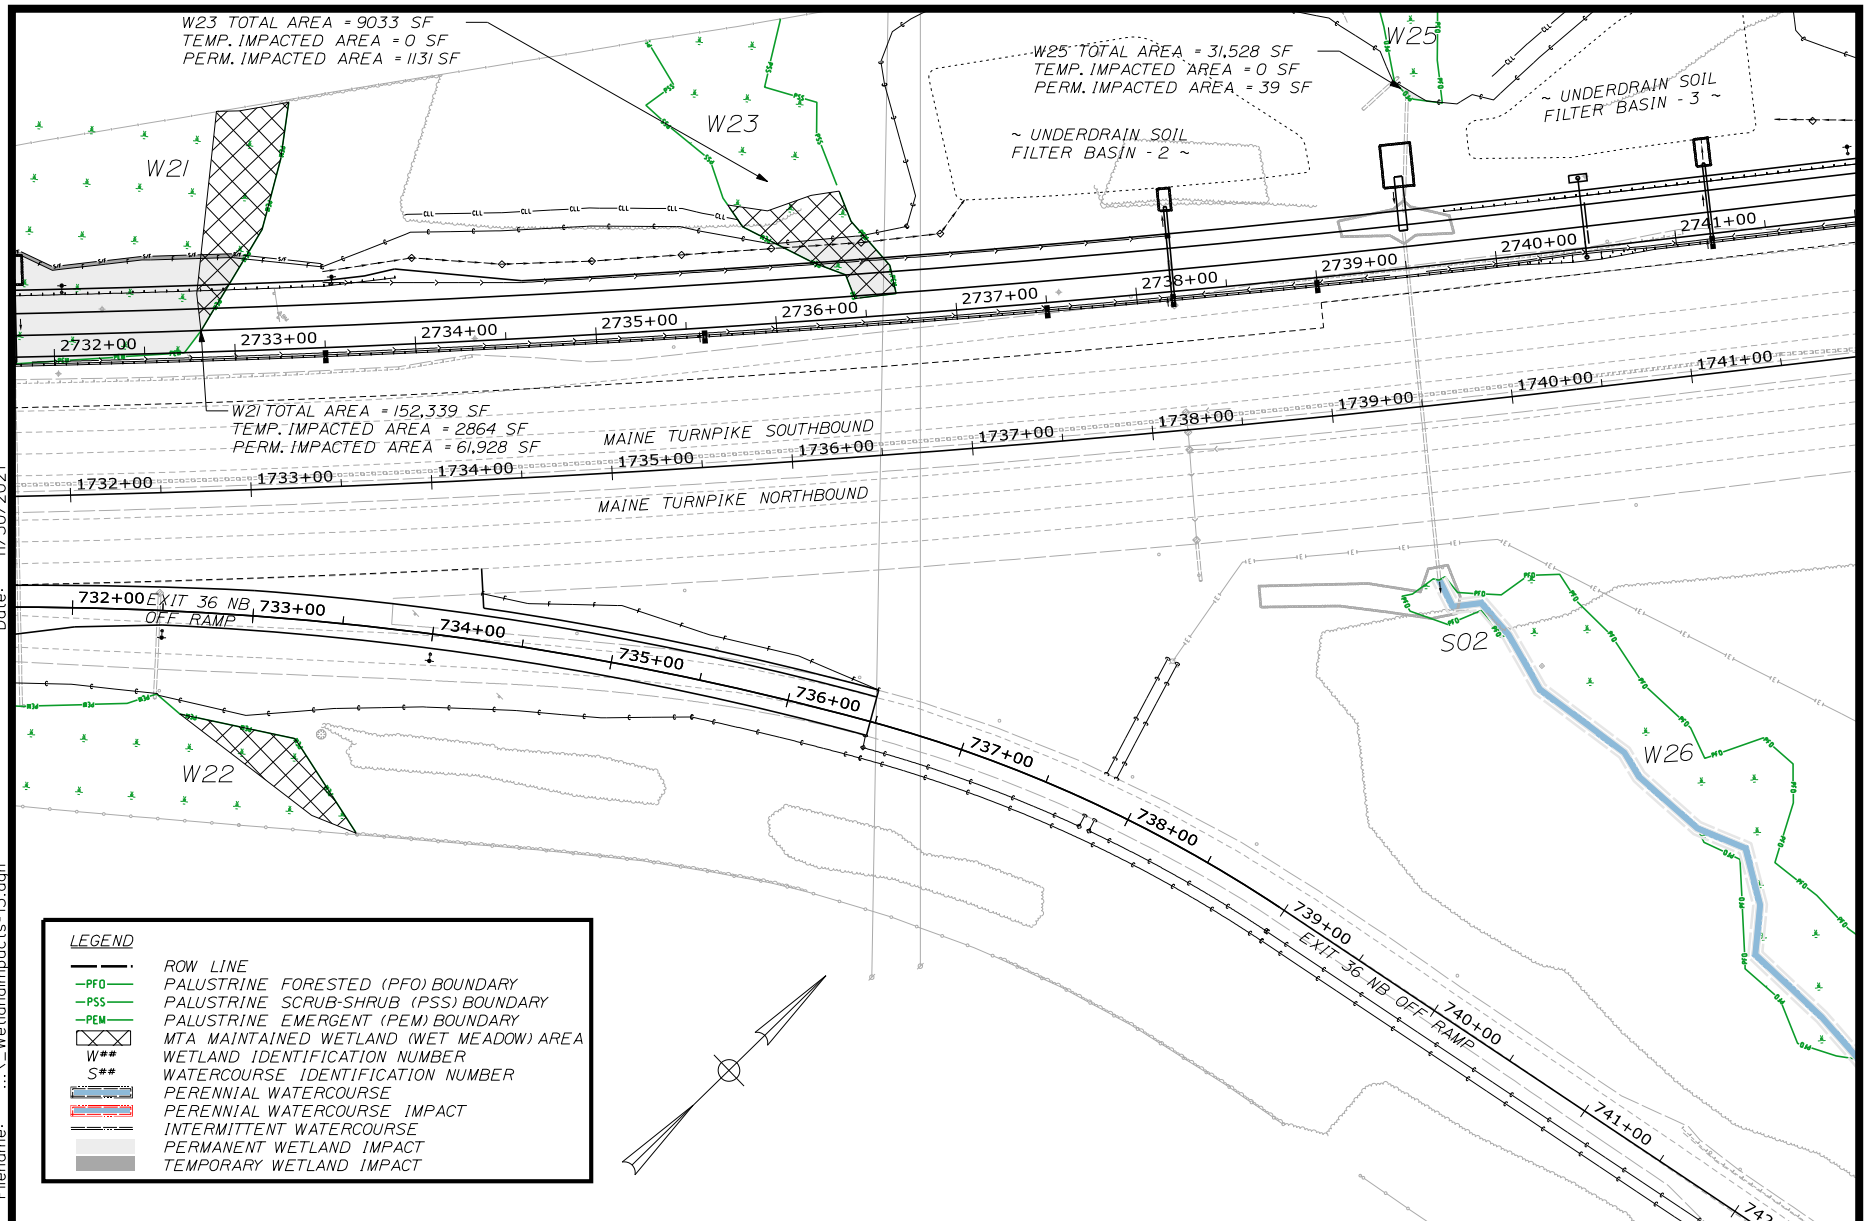 W23 TOTAL AREA = 9033 SF
TEMP. IMPACTED AREA = 0 SF
PERM. IMPACTED AREA = 1131 SF
W25 TOTAL AREA = 31,528 SF
TEMP. IMPACTED AREA = 0 SF
PERM. IMPACTED AREA = 39 SF
W25
~ UNDERDRAIN SOIL
FILTER BASIN - 3 ~
~ UNDERDRAIN SOIL
FILTER BASIN - 2 ~
W23
W21
2732+00
2733+00
2734+00
2735+00
2736+00
2737+00
2738+00
2739+00
2740+00
2741+00
W21 TOTAL AREA = 152,339 SF
TEMP. IMPACTED AREA = 2864 SF
PERM. IMPACTED AREA = 61,928 SF
MAINE TURNPIKE SOUTHBOUND
1732+00
1733+00
1734+00
1735+00
1736+00
1737+00
1738+00
1739+00
1740+00
1741+00
MAINE TURNPIKE NORTHBOUND
732+00
EXIT 36 NB
OFF RAMP
733+00
734+00
735+00
736+00
737+00
738+00
739+00
EXIT 36 NB OFF RAMP
740+00
741+00
S02
W26
W22
Date:
11/30/2021
Filename:
LEGEND
ROW LINE
PFO PALUSTRINE FORESTED (PFO) BOUNDARY
PSS PALUSTRINE SCRUB-SHRUB (PSS) BOUNDARY
PEM PALUSTRINE EMERGENT (PEM) BOUNDARY
MTA MAINTAINED WETLAND (WET MEADOW) AREA
W## WETLAND IDENTIFICATION NUMBER
S## WATERCOURSE IDENTIFICATION NUMBER
PERENNIAL WATERCOURSE
PERENNIAL WATERCOURSE IMPACT
INTERMITTENT WATERCOURSE
PERMANENT WETLAND IMPACT
TEMPORARY WETLAND IMPACT